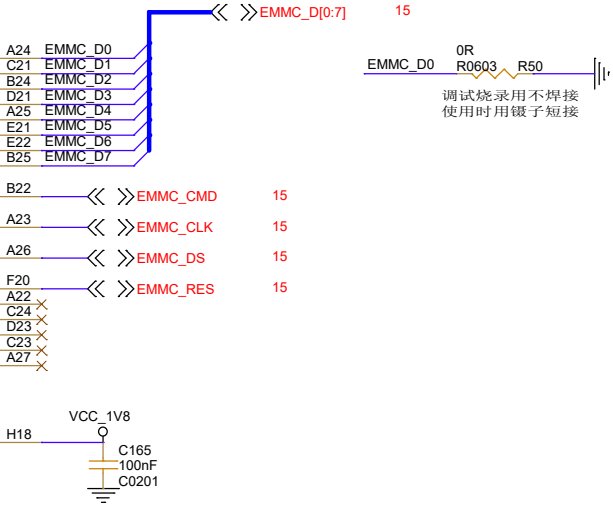 EMMC_D[0:7] 15
A24 EMMC_D0
C21 EMMC_D1
B24 EMMC_D2
D21 EMMC_D3
A25 EMMC_D4
E21 EMMC_D5
E22 EMMC_D6
B25 EMMC_D7
EMMC_D0
0R
R0603 R50
调试烧录用不焊接
使用时用镊子短接
B22 EMMC_CMD 15
A23 EMMC_CLK 15
A26 EMMC_DS 15
F20 EMMC_RES 15
A22
C24
D23
C23
A27
VCC_1V8
H18
C165
100nF
C0201